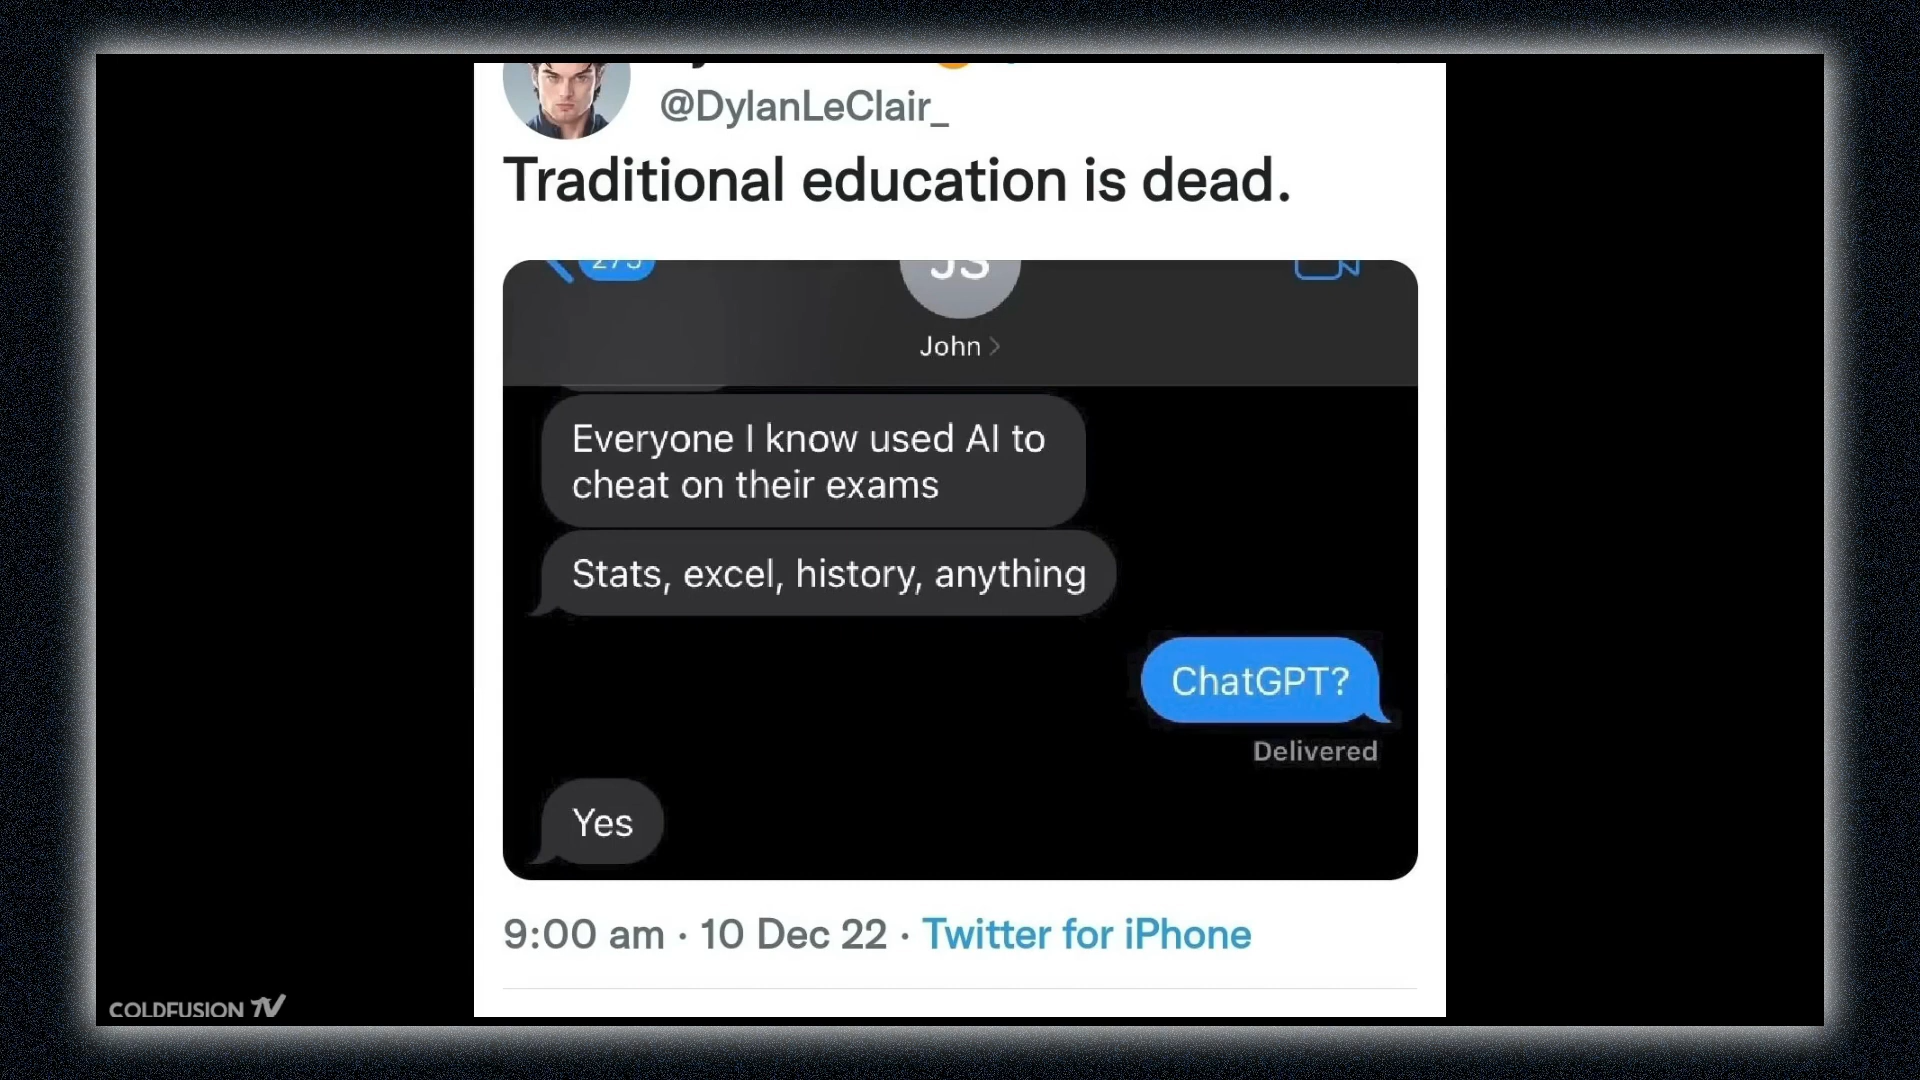 @DylanLeClair_
Traditional education is dead.
JS
John >
Everyone I know used AI to
cheat on their exams
Stats, excel, history, anything
ChatGPT?
Delivered
Yes
9:00 am · 10 Dec 22 · Twitter for iPhone
COLDFUSION TV